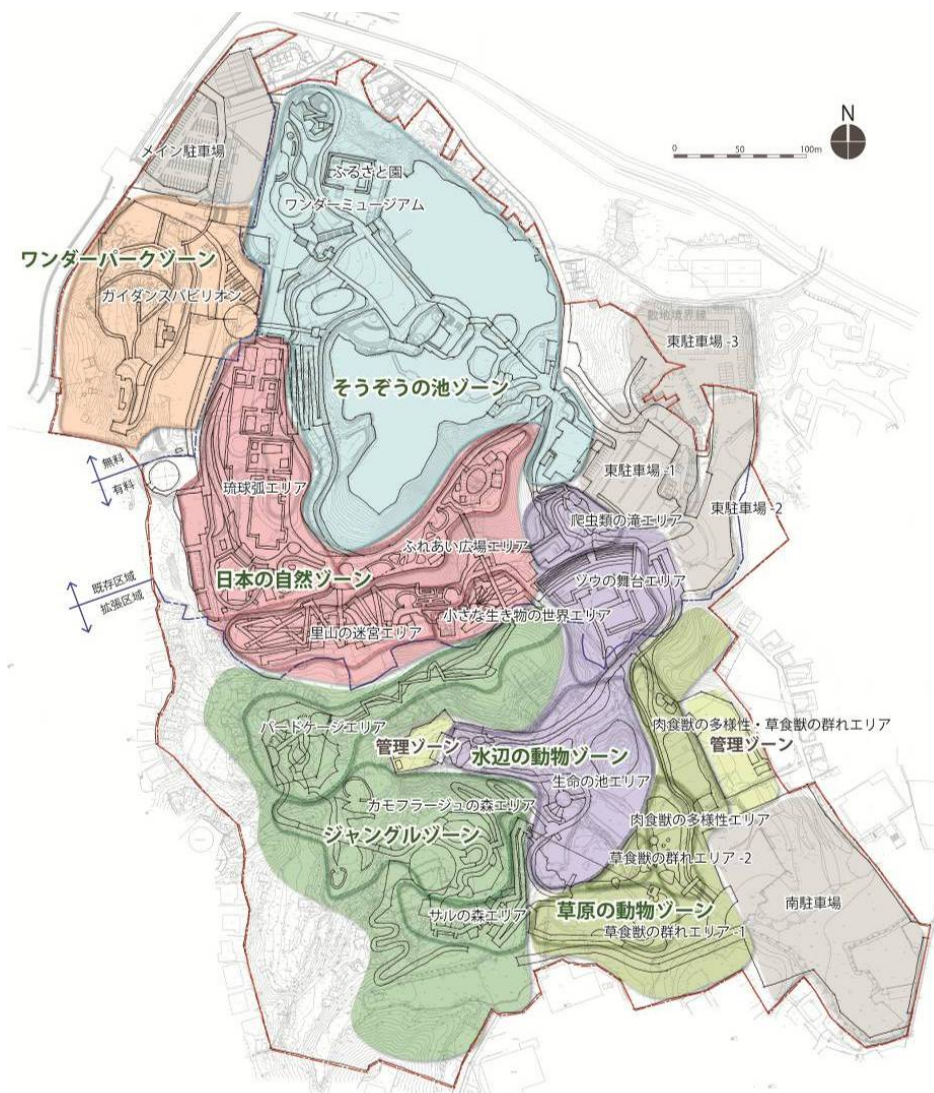 N
0 50 100m
メイン駐車場
ふるさと園
ワンダーミュージアム
ワンダーパークゾーン
ガイダンスパビリオン
敷地境界線
東駐車場 -3
そうぞうの池ゾーン
無料
有料
琉球弧エリア
東駐車場 -1
東駐車場 -2
爬虫類の滝エリア
ふれあい広場エリア
日本の自然ゾーン
ゾウの舞台エリア
既存区域
拡張区域
小さな生き物の世界エリア
里山の迷宮エリア
バードケージエリア
肉食獣の多様性・草食獣の群れエリア
管理ゾーン
管理ゾーン
水辺の動物ゾーン
生命の池エリア
カモフラージュの森エリア
肉食獣の多様性エリア
ジャングルゾーン
草食獣の群れエリア -2
南駐車場
サルの森エリア
草原の動物ゾーン
草食獣の群れエリア -1